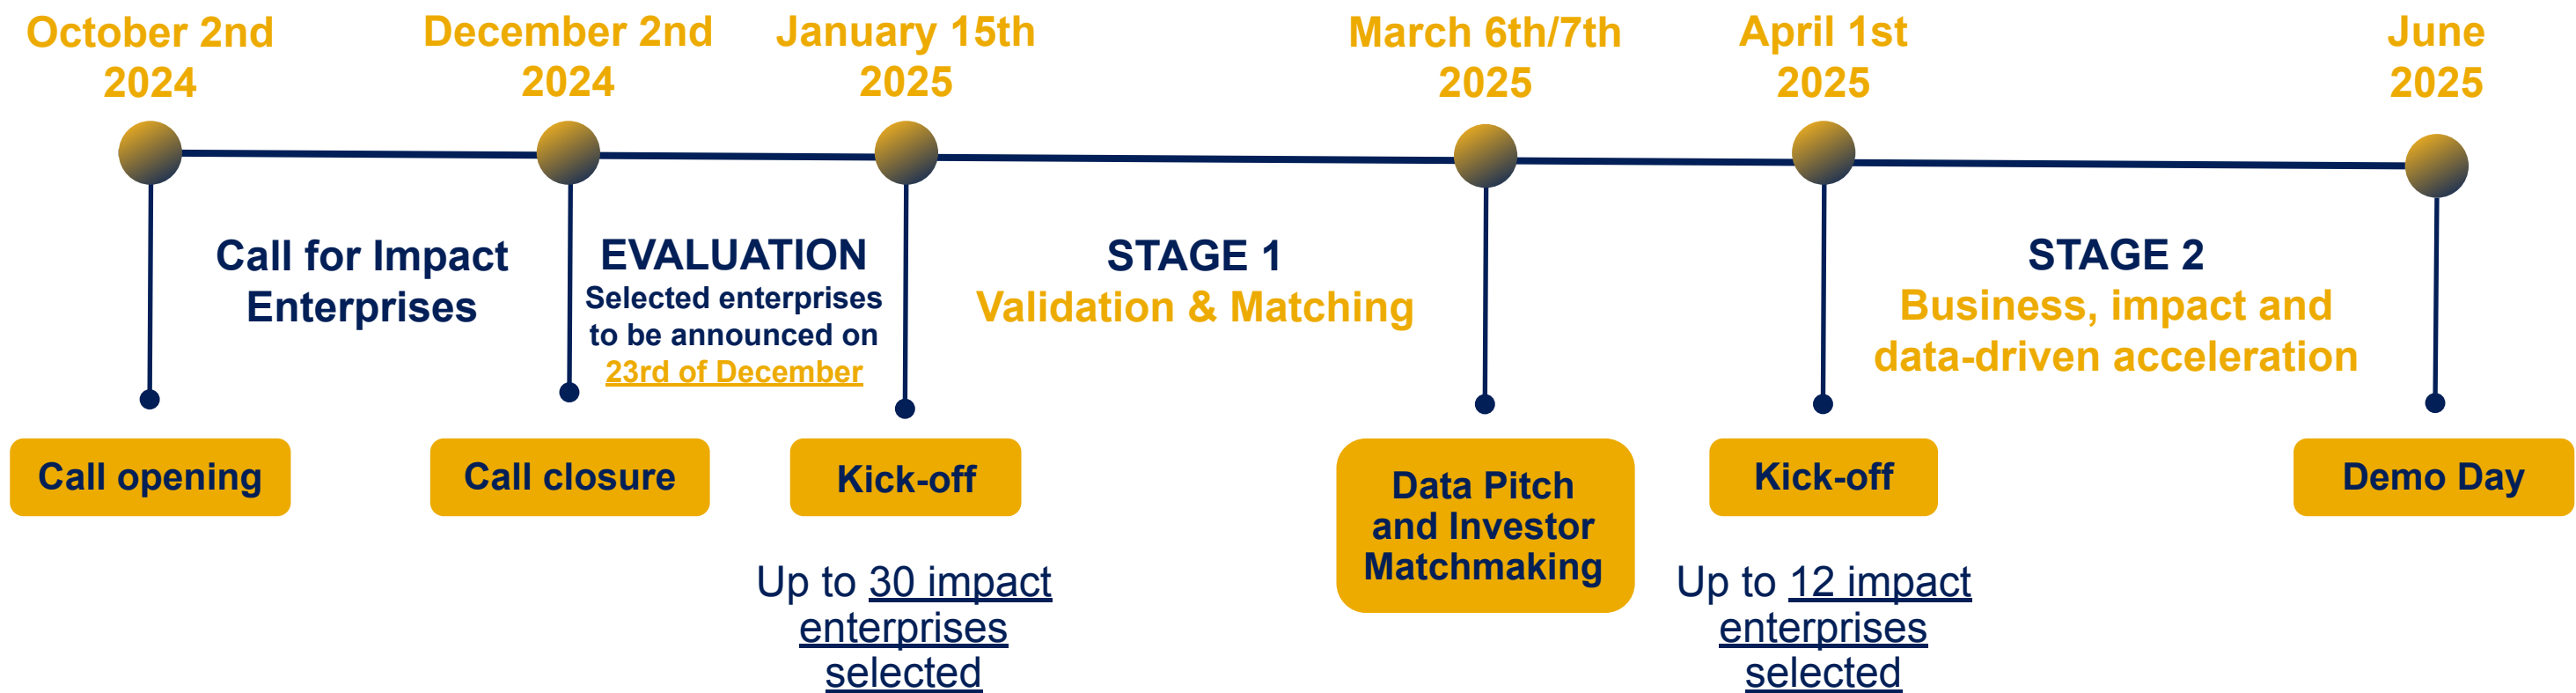 October 2nd
2024
December 2nd
2024
January 15th
2025
March 6th/7th
2025
April 1st
2025
June
2025
Call for Impact
Enterprises
EVALUATION
Selected enterprises
to be announced on
23rd of December
STAGE 1
Validation & Matching
STAGE 2
Business, impact and
data-driven acceleration
Call opening
Call closure
Kick-off
Up to 30 impact
enterprises
selected
Data Pitch
and Investor
Matchmaking
Kick-off
Up to 12 impact
enterprises
selected
Demo Day